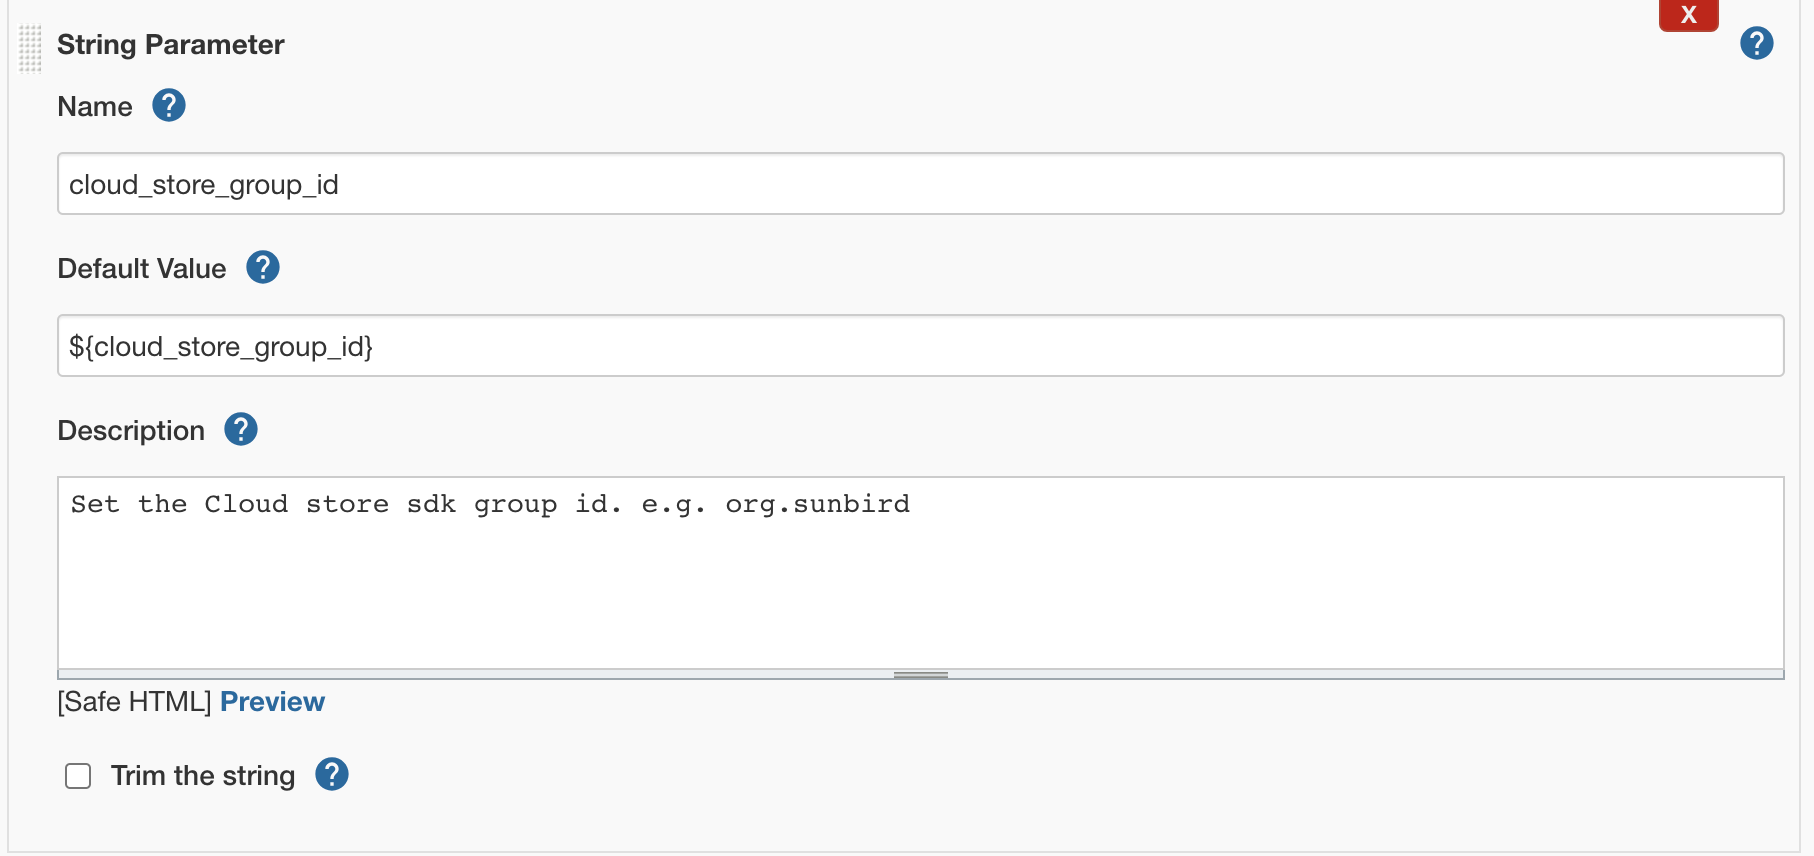 X
String Parameter ?
Name ?
cloud_store_group_id
Default Value ?
${cloud_store_group_id}
Description ?
Set the Cloud store sdk group id. e.g. org.sunbird
[Safe HTML] Preview
Trim the string ?